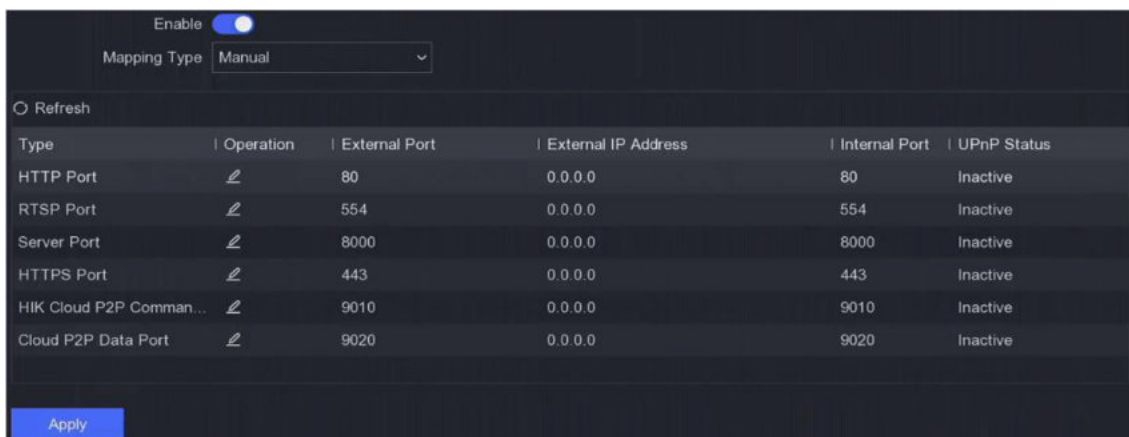 Enable
Mapping Type Manual
Refresh
Type Operation External Port External IP Address Internal Port UPnP Status
HTTP Port 80 0.0.0.0 80 Inactive
RTSP Port 554 0.0.0.0 554 Inactive
Server Port 8000 0.0.0.0 8000 Inactive
HTTPS Port 443 0.0.0.0 443 Inactive
HIK Cloud P2P Comman... 9010 0.0.0.0 9010 Inactive
Cloud P2P Data Port 9020 0.0.0.0 9020 Inactive
Apply